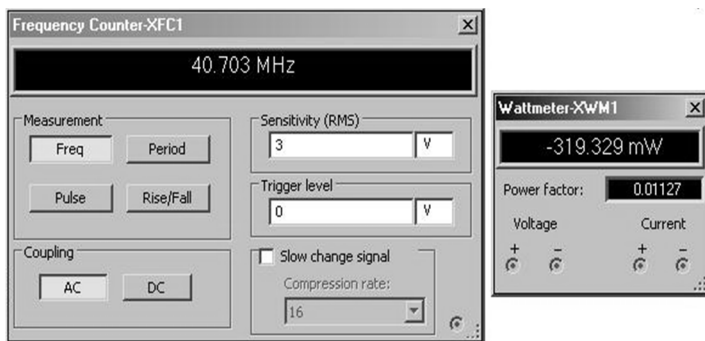 Frequency Counter-XFC1
40.703 MHz
Measurement
Freq Period
Pulse Rise/Fall
Coupling
AC DC
Sensitivity (RMS)
3 V
Trigger level
0 V
Slow change signal
Compression rate:
16
Wattmeter-XWM1
-319.329 mW
Power factor: 0.01127
Voltage Current
+ - + -